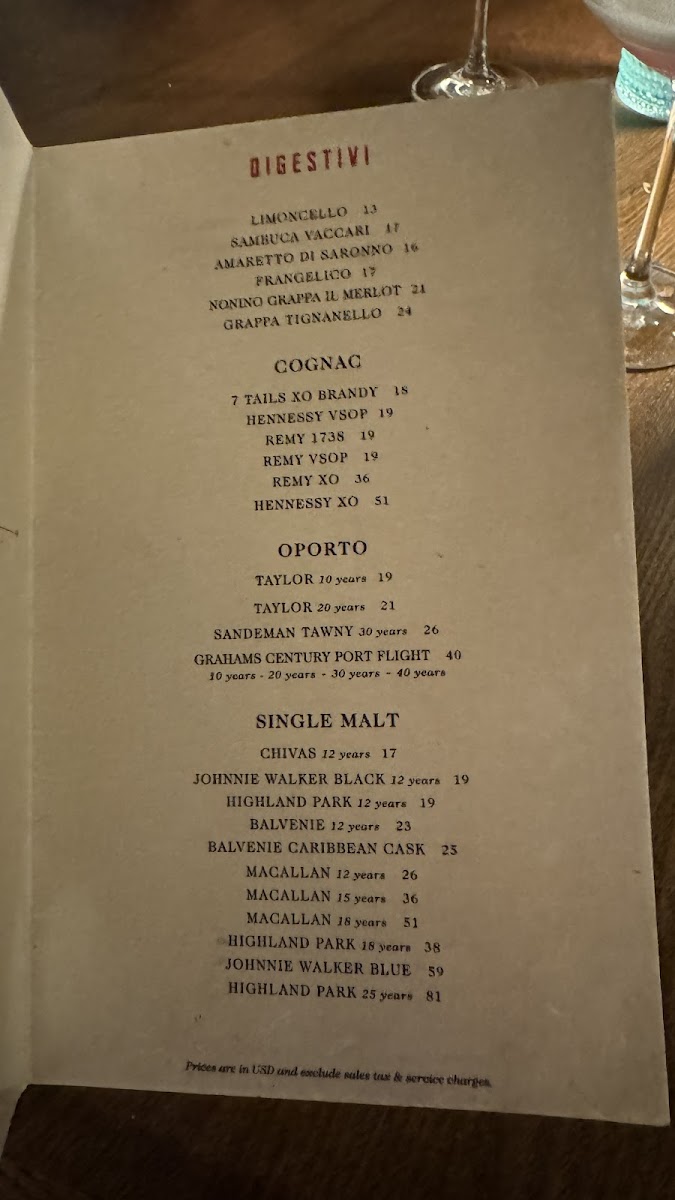 DIGESTIVI
LIMONCELLO 13
SAMBUCA VACCARI 17
AMARETTO DI SARONNO 16
FRANGELICO 17
NONINO GRAPPA IL MERLOT 21
GRAPPA TIGNANELLO 24
COGNAC
7 TAILS XO BRANDY 18
HENNESSY VSOP 19
REMY 1738 19
REMY VSOP 19
REMY XO 36
HENNESSY XO 51
OPORTO
TAYLOR 10 years 19
TAYLOR 20 years 21
SANDEMAN TAWNY 30 years 26
GRAHAMS CENTURY PORT FLIGHT 40
10 years - 20 years - 30 years - 40 years
SINGLE MALT
CHIVAS 12 years 17
JOHNNIE WALKER BLACK 12 years 19
HIGHLAND PARK 12 years 19
BALVENIE 12 years 23
BALVENIE CARIBBEAN CASK 25
MACALLAN 12 years 26
MACALLAN 15 years 36
MACALLAN 18 years 51
HIGHLAND PARK 18 years 38
JOHNNIE WALKER BLUE 59
HIGHLAND PARK 25 years 81
Prices are in USD and exclude sales tax & service charges.